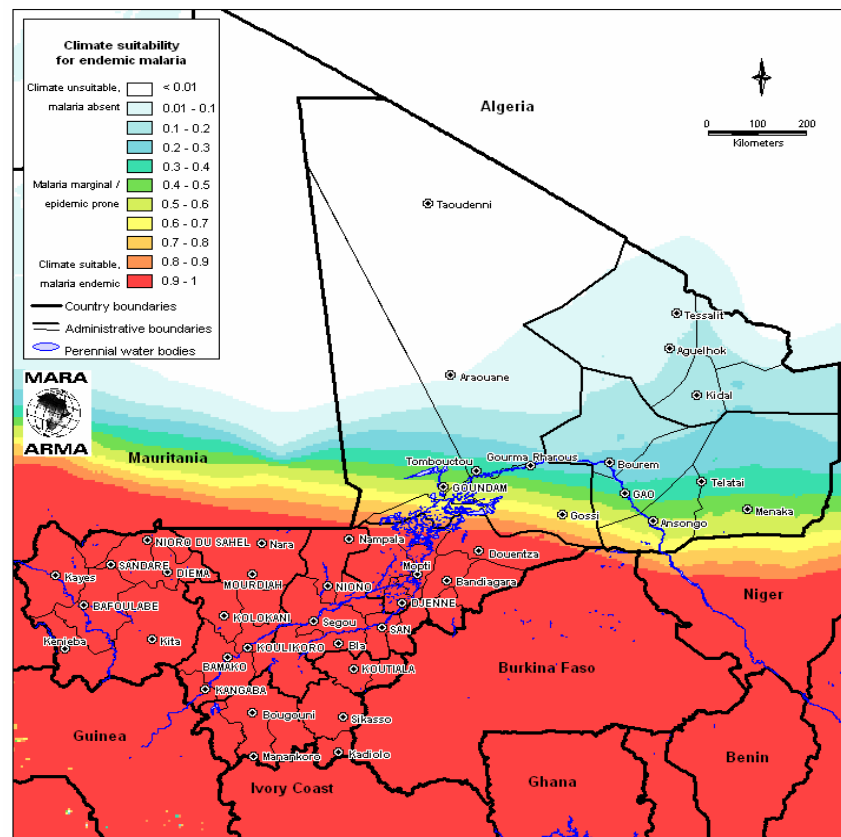 Climate suitability
for endemic malaria
Climate unsuitable,
malaria absent
Malaria marginal /
epidemic prone
Climate suitable,
malaria endemic
< 0.01
0.01 - 0.1
0.1 - 0.2
0.2 - 0.3
0.3 - 0.4
0.4 - 0.5
0.5 - 0.6
0.6 - 0.7
0.7 - 0.8
0.8 - 0.9
0.9 - 1
Country boundaries
Administrative boundaries
Perennial water bodies
MARA
ARMA
0 100 200
Kilometers
Algeria
Taoudenni
Tessalit
Aguelhok
Araouane
Kidal
Mauritania
Tombouctou
Gourma Rharous
Bourem
GOUNDAM
GAO
Telatai
Gossi
Ansongo
Menaka
NIORO DU SAHEL
Nara
Nampala
Douentza
SANDARE
DIEMA
Kayes
MOURDIAH
NIONO
Mopti
Bandiagara
Niger
BAFOULABE
DJENNE
KOLOKANI
Segou
SAN
Kita
Kenieba
KOULIKORO
Bla
BAMAKO
KOUTIALA
Burkina Faso
KANGABA
Bougouni
Sikasso
Guinea
Manankoro
Kadiolo
Benin
Ivory Coast
Ghana